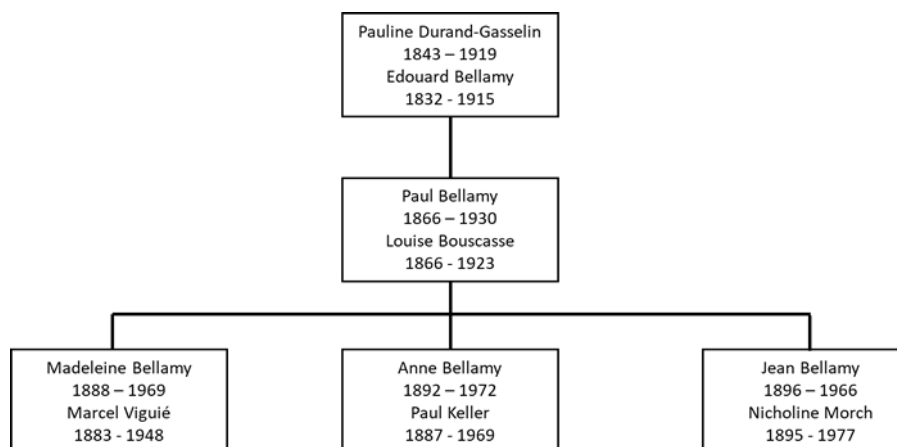 Pauline Durand-Gasselin
1843 – 1919
Edouard Bellamy
1832 - 1915
Paul Bellamy
1866 – 1930
Louise Bouscasse
1866 - 1923
Madeleine Bellamy
1888 – 1969
Marcel Viguié
1883 - 1948
Anne Bellamy
1892 – 1972
Paul Keller
1887 - 1969
Jean Bellamy
1896 – 1966
Nicholine Morch
1895 - 1977